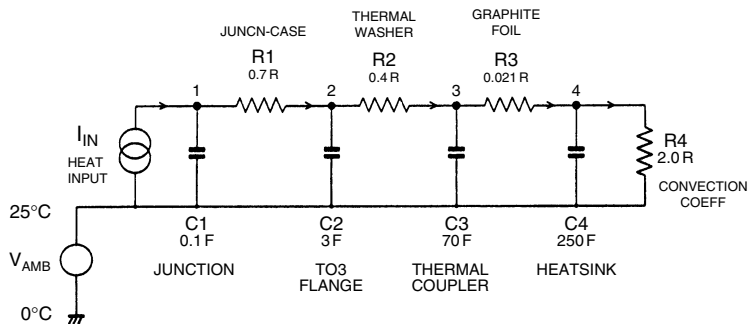 JUNCN-CASE
THERMAL
WASHER
GRAPHITE
FOIL
R1
0.7 R
R2
0.4 R
R3
0.021 R
1
2
3
4
I_IN
HEAT
INPUT
R4
2.0 R
CONVECTION
COEFF
25°C
V_AMB
0°C
C1
0.1 F
JUNCTION
C2
3 F
TO3
FLANGE
C3
70 F
THERMAL
COUPLER
C4
250 F
HEATSINK